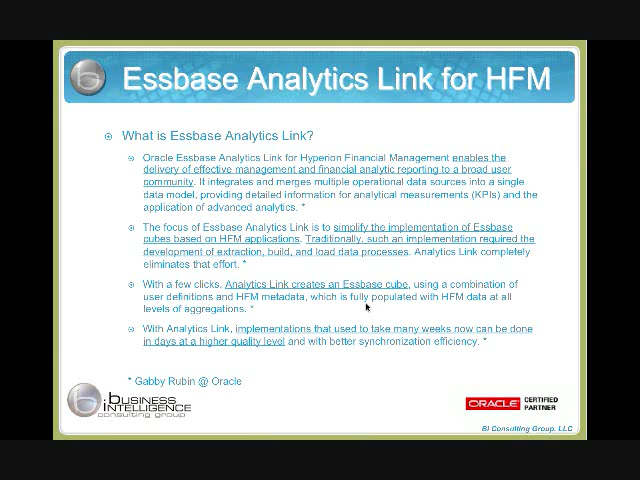 Essbase Analytics Link for HFM
What is Essbase Analytics Link?
Oracle Essbase Analytics Link for Hyperion Financial Management enables the
delivery of effective management and financial analytic reporting to a broad user
community. It integrates and merges multiple operational data sources into a single
data model, providing detailed information for analytical measurements (KPIs) and the
application of advanced analytics. *
The focus of Essbase Analytics Link is to simplify the implementation of Essbase
cubes based on HFM applications. Traditionally, such an implementation required the
development of extraction, build, and load data processes. Analytics Link completely
eliminates that effort. *
With a few clicks, Analytics Link creates an Essbase cube, using a combination of
user definitions and HFM metadata, which is fully populated with HFM data at all
levels of aggregations. *
With Analytics Link, implementations that used to take many weeks now can be done
in days at a higher quality level and with better synchronization efficiency. *
* Gabby Rubin @ Oracle
BUSINESS
INTELLIGENCE
consulting group
ORACLE CERTIFIED
PARTNER
BI Consulting Group, LLC